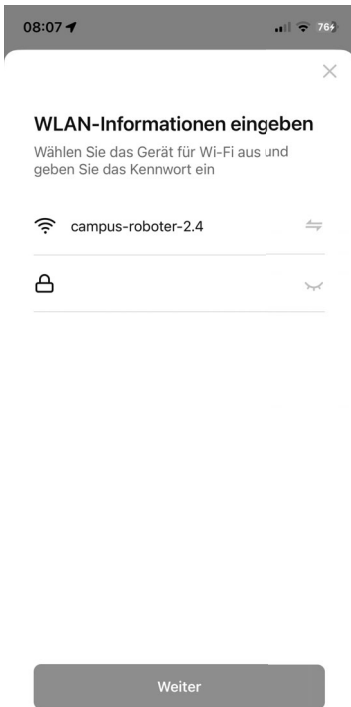 08:07
76
WLAN-Informationen eingeben
Wählen Sie das Gerät für Wi-Fi aus und
geben Sie das Kennwort ein
campus-roboter-2.4
Weiter